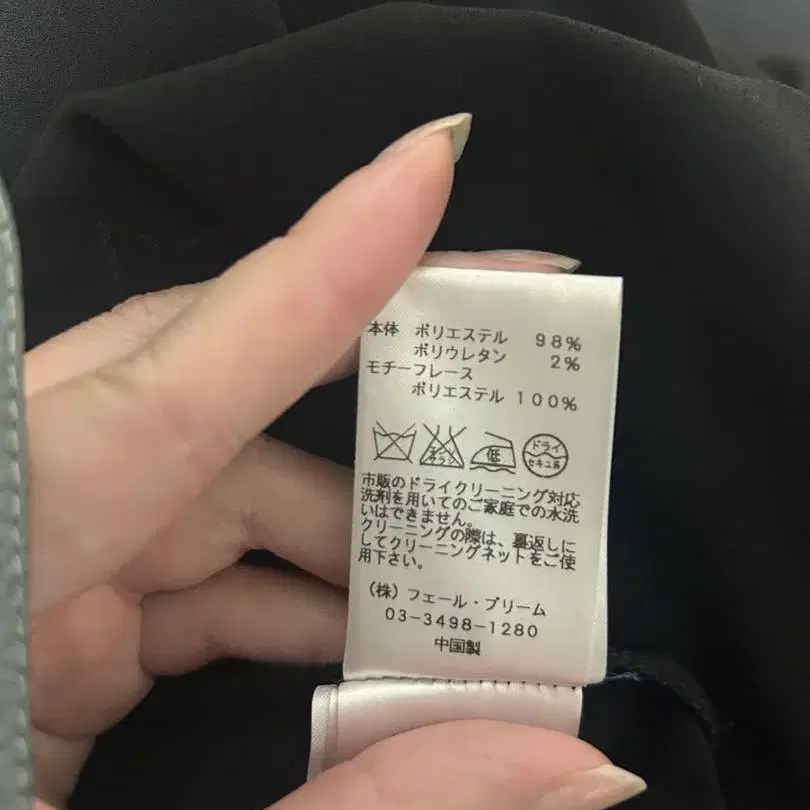 本体 ポリエステル 98%
ポリウレタン 2%
モチーフレース
ポリエステル 100%
低
ドライ
セキユ系
市販のドライクリーニング対応
洗剤を用いてのご家庭での水洗
いはできません。
クリーニングの際は、裏返しに
してクリーニングネットをご使
用下さい。
(株)フェール・ブリーム
03-3498-1280
中国製